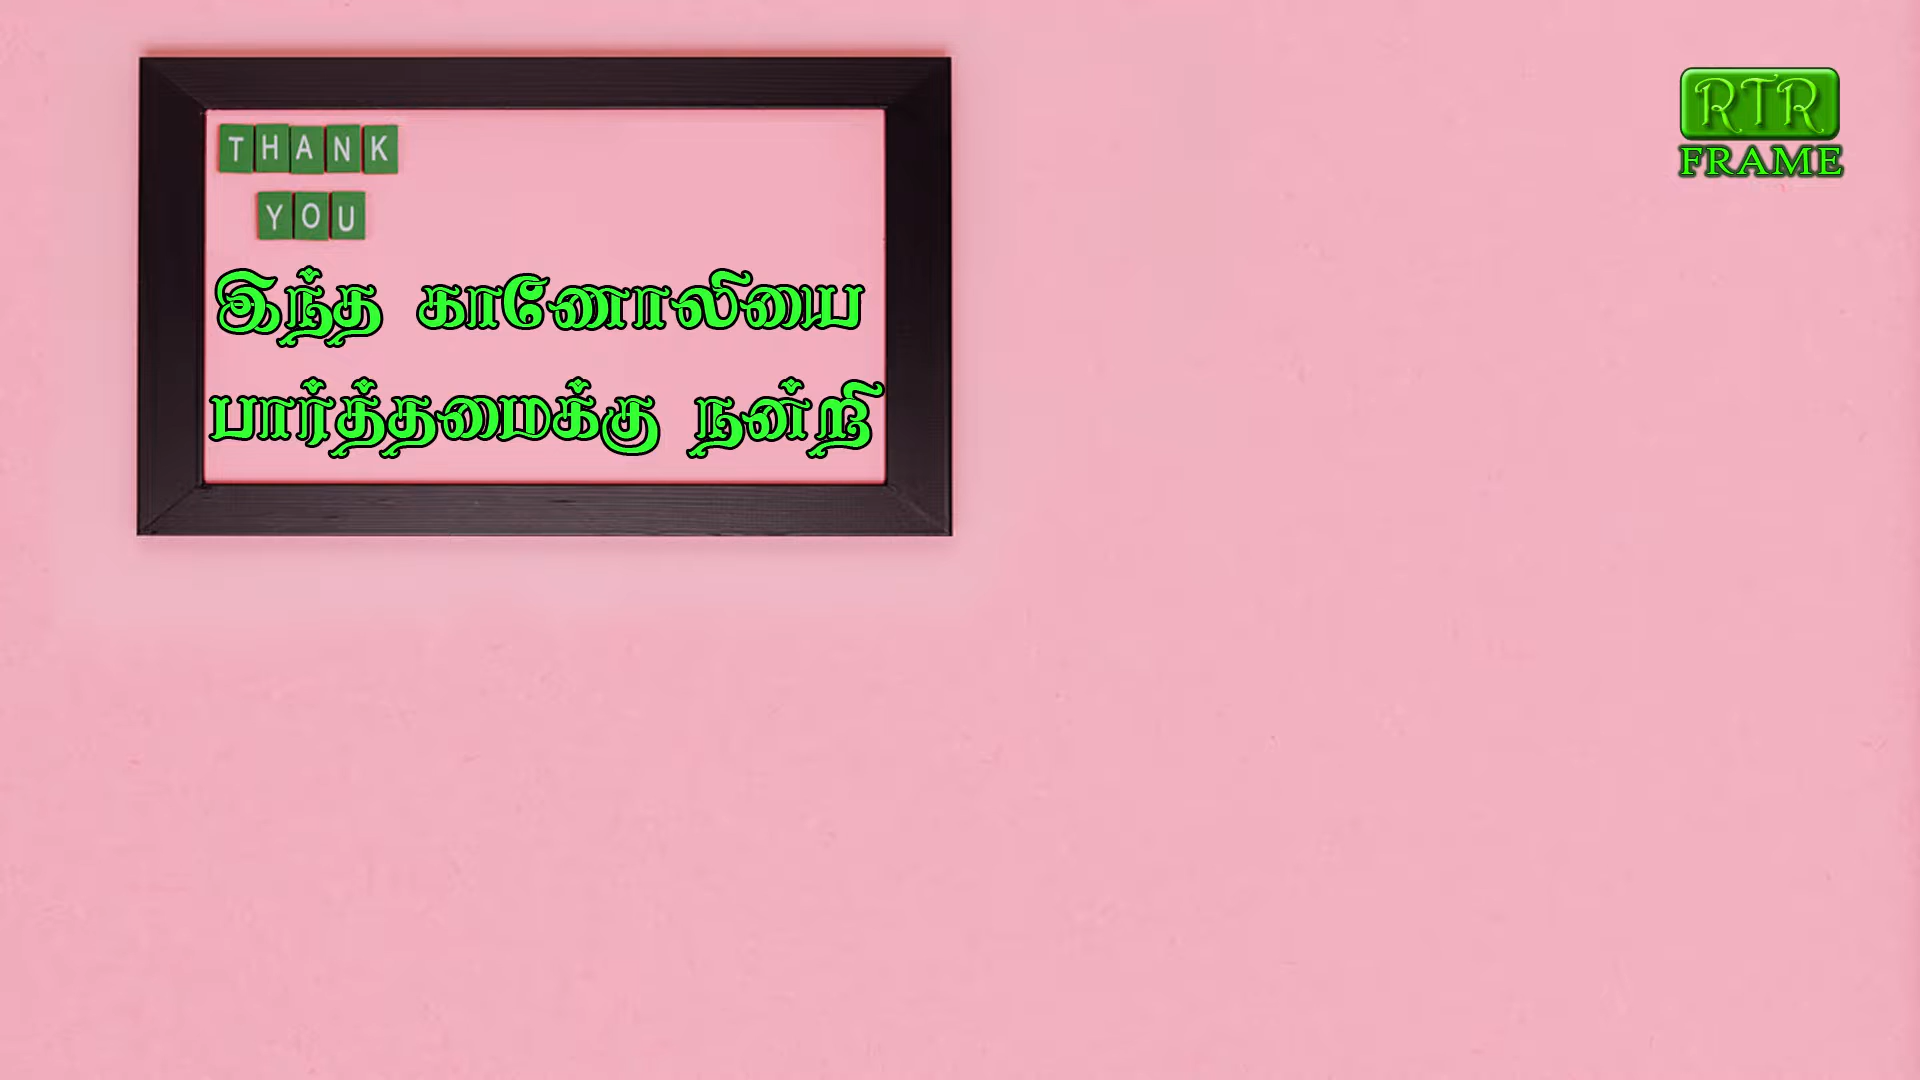 THANK
YOU
இந்த காணொலியை
பார்த்தமைக்கு நன்றி
RTR
FRAME